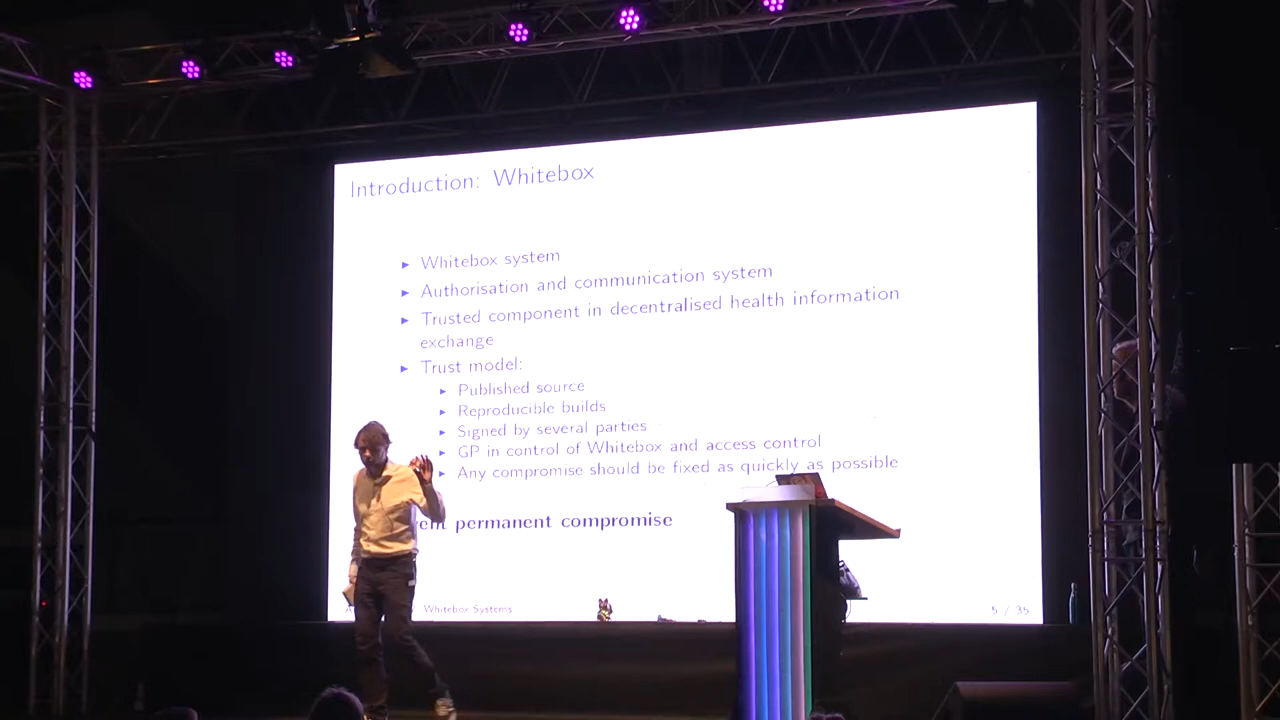 Introduction: Whitebox
Whitebox system
Authorisation and communication system
Trusted component in decentralised health information
exchange
Trust model:
Published source
Reproducible builds
Signed by several parties
GP in control of Whitebox and access control
Any compromise should be fixed as quickly as possible
permanent compromise
Whitebox Systems
5 / 35